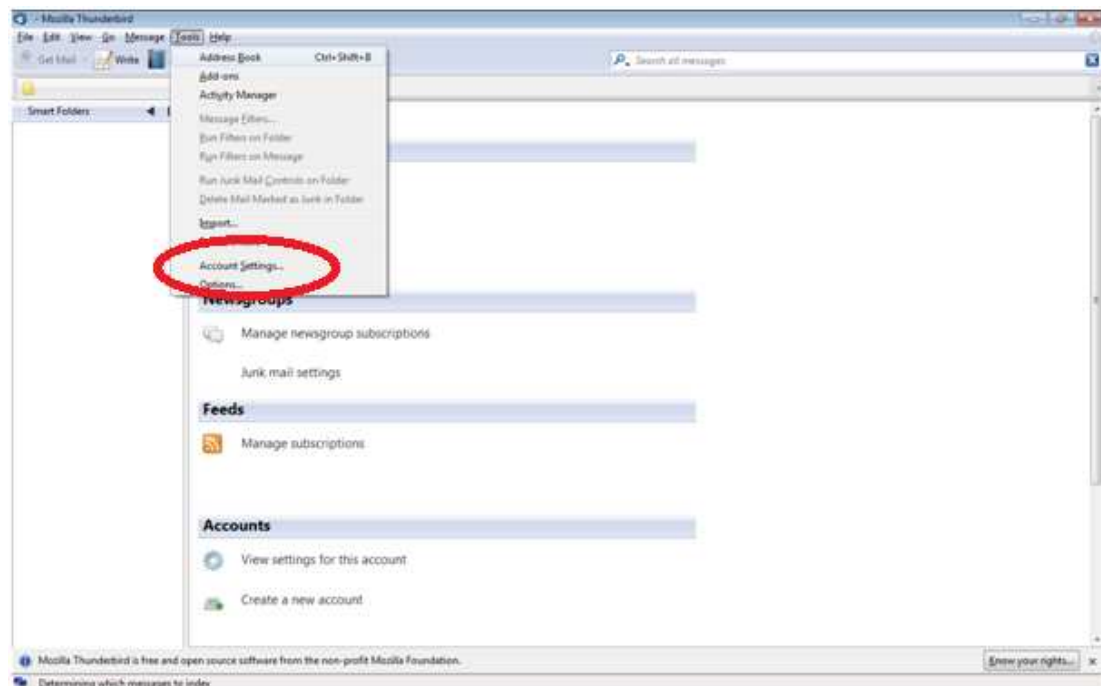 - Mozilla Thunderbird
File Edit View Go Message Tools Help
Get Mail Write Search all messages
Address Book Ctrl+Shift+B
Add-ons
Activity Manager
Smart Folders
Message Filters...
Run Filters on Folder
Run Filters on Message
Run Junk Mail Controls on Folder
Delete Mail Marked as Junk in Folder
Import...
Account Settings...
Options...
Newsgroups
Manage newsgroup subscriptions
Junk mail settings
Feeds
Manage subscriptions
Accounts
View settings for this account
Create a new account
Mozilla Thunderbird is free and open source software from the non-profit Mozilla Foundation. Know your rights...
Determining which messages to index